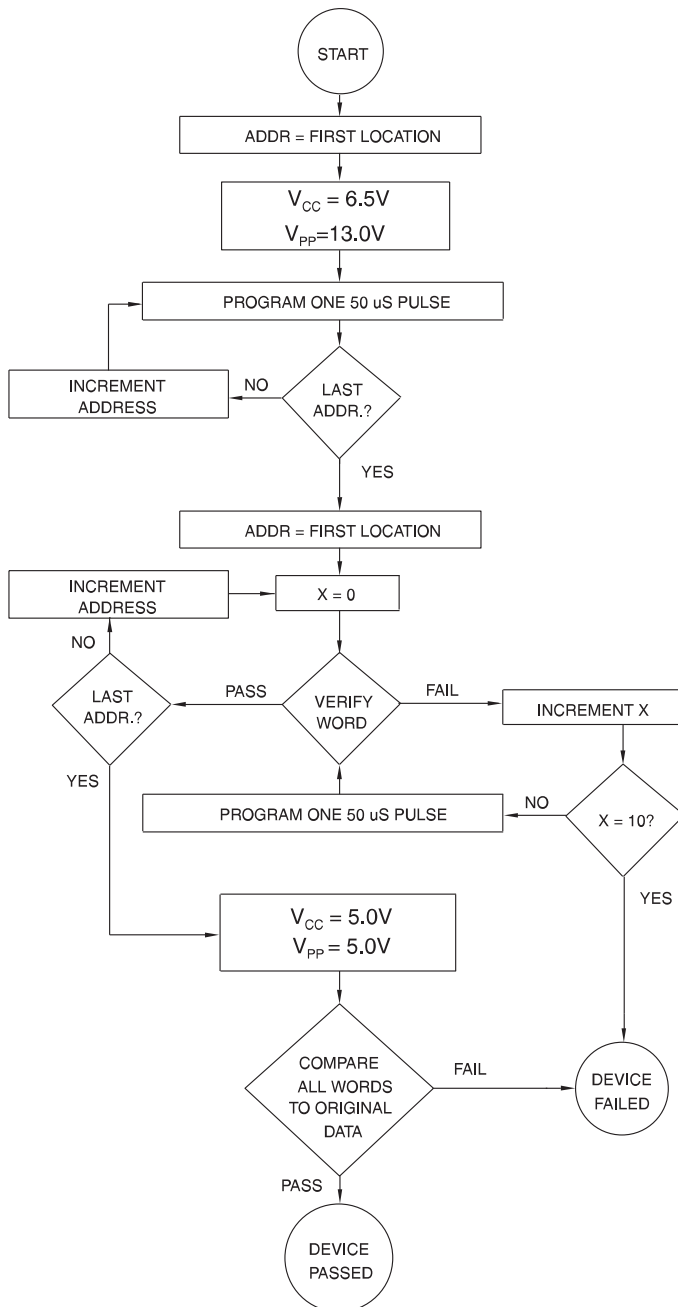 START
ADDR = FIRST LOCATION
VCC = 6.5V
VPP=13.0V
PROGRAM ONE 50 uS PULSE
INCREMENT
ADDRESS
NO
LAST
ADDR.?
YES
ADDR = FIRST LOCATION
INCREMENT
ADDRESS
X = 0
NO
LAST
ADDR.?
PASS
VERIFY
WORD
FAIL
INCREMENT X
YES
PROGRAM ONE 50 uS PULSE
NO
X = 10?
YES
VCC = 5.0V
VPP = 5.0V
COMPARE
ALL WORDS
TO ORIGINAL
DATA
FAIL
DEVICE
FAILED
PASS
DEVICE
PASSED